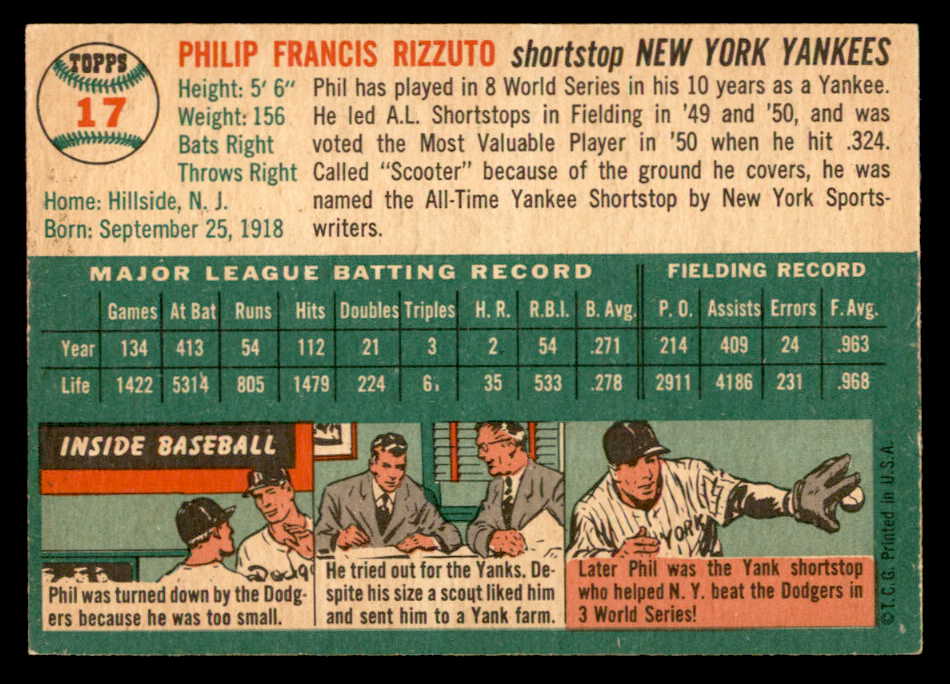 TOPPS
17
PHILIP FRANCIS RIZZUTO shortstop NEW YORK YANKEES
Height: 5' 6"
Weight: 156
Bats Right
Throws Right
Home: Hillside, N. J.
Born: September 25, 1918
Phil has played in 8 World Series in his 10 years as a Yankee.
He led A.L. Shortstops in Fielding in '49 and '50, and was
voted the Most Valuable Player in '50 when he hit .324.
Called "Scooter" because of the ground he covers, he was
named the All-Time Yankee Shortstop by New York Sports-
writers.
MAJOR LEAGUE BATTING RECORD FIELDING RECORD
Games At Bat Runs Hits Doubles Triples H. R. R.B.I. B. Avg. P. O. Assists Errors F. Avg.
Year 134 413 54 112 21 3 2 54 .271 214 409 24 .963
Life 1422 5314 805 1479 224 35 533 .278 2911 4186 231 .968
INSIDE BASEBALL
Dodg
Phil was turned down by the Dodg-
ers because he was too small.
He tried out for the Yanks. De-
spite his size a scout liked him
and sent him to a Yank farm.
YORK
Later Phil was the Yank shortstop
who helped N. Y. beat the Dodgers in
3 World Series!
© T. C. G. Printed in U. S. A.